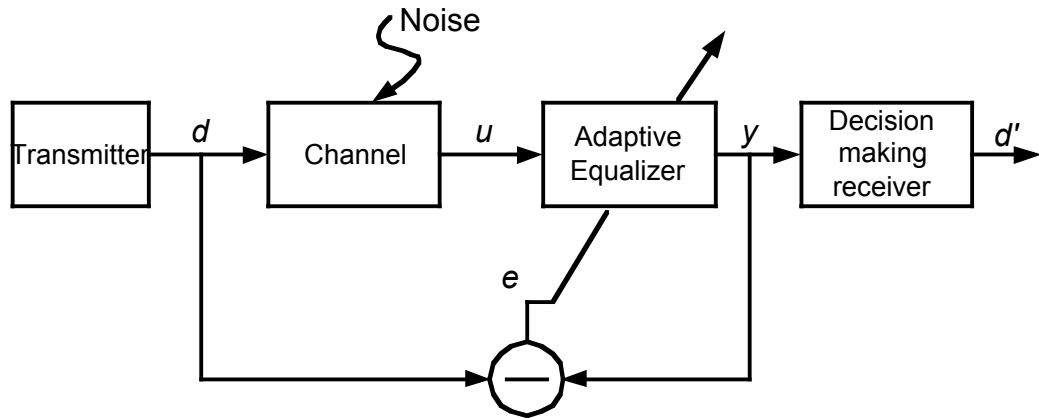 Noise
Transmitter
d
Channel
u
Adaptive
Equalizer
y
Decision
making
receiver
d'
e